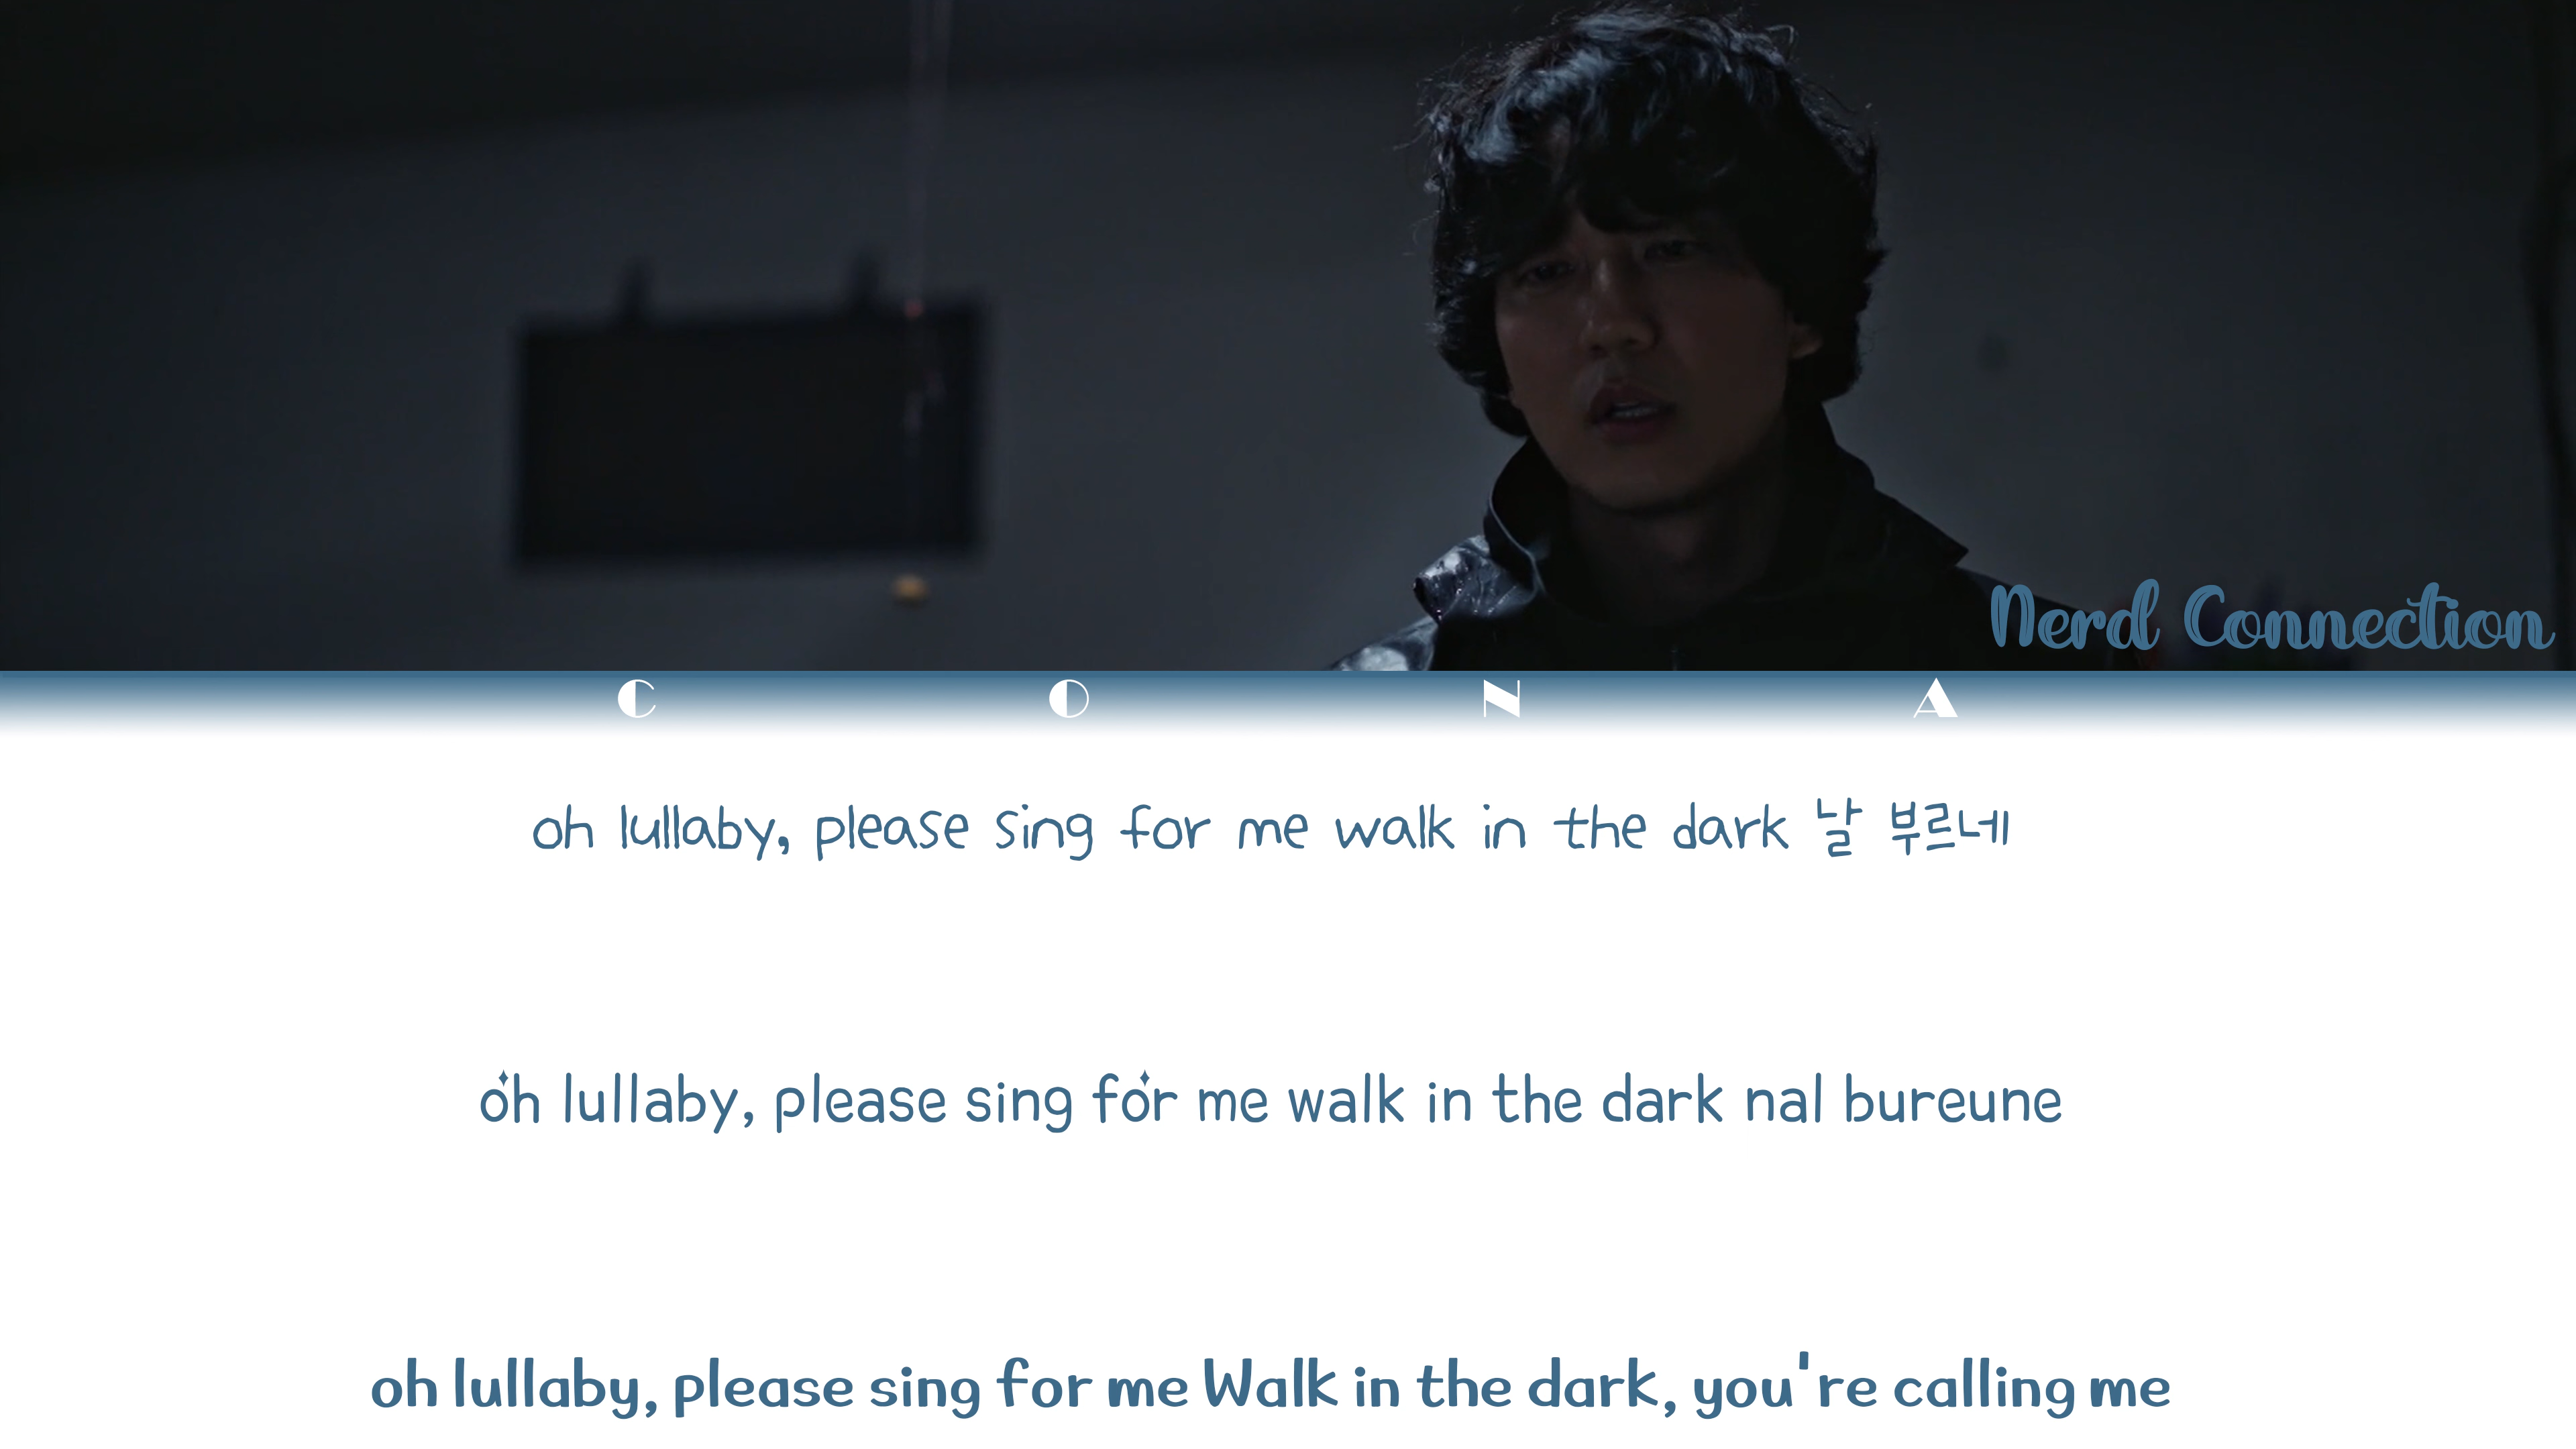 Nerd Connection
C O N A
oh lullaby, please sing for me walk in the dark 날 부르네
oh lullaby, please sing for me walk in the dark nal bureune
oh lullaby, please sing for me Walk in the dark, you're calling me